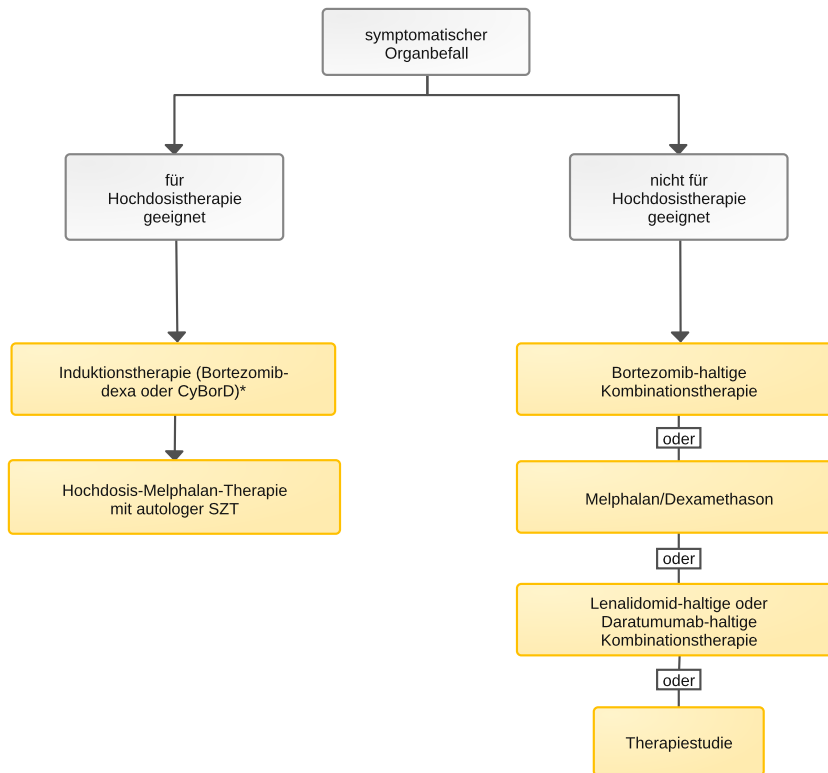 symptomatischer
Organbefall
für
Hochdosistherapie
geeignet
nicht für
Hochdosistherapie
geeignet
Induktionstherapie (Bortezomib-
dexa oder CyBorD)*
Hochdosis-Melphalan-Therapie
mit autologer SZT
Bortezomib-haltige
Kombinationstherapie
oder
Melphalan/Dexamethason
oder
Lenalidomid-haltige oder
Daratumumab-haltige
Kombinationstherapie
oder
Therapiestudie